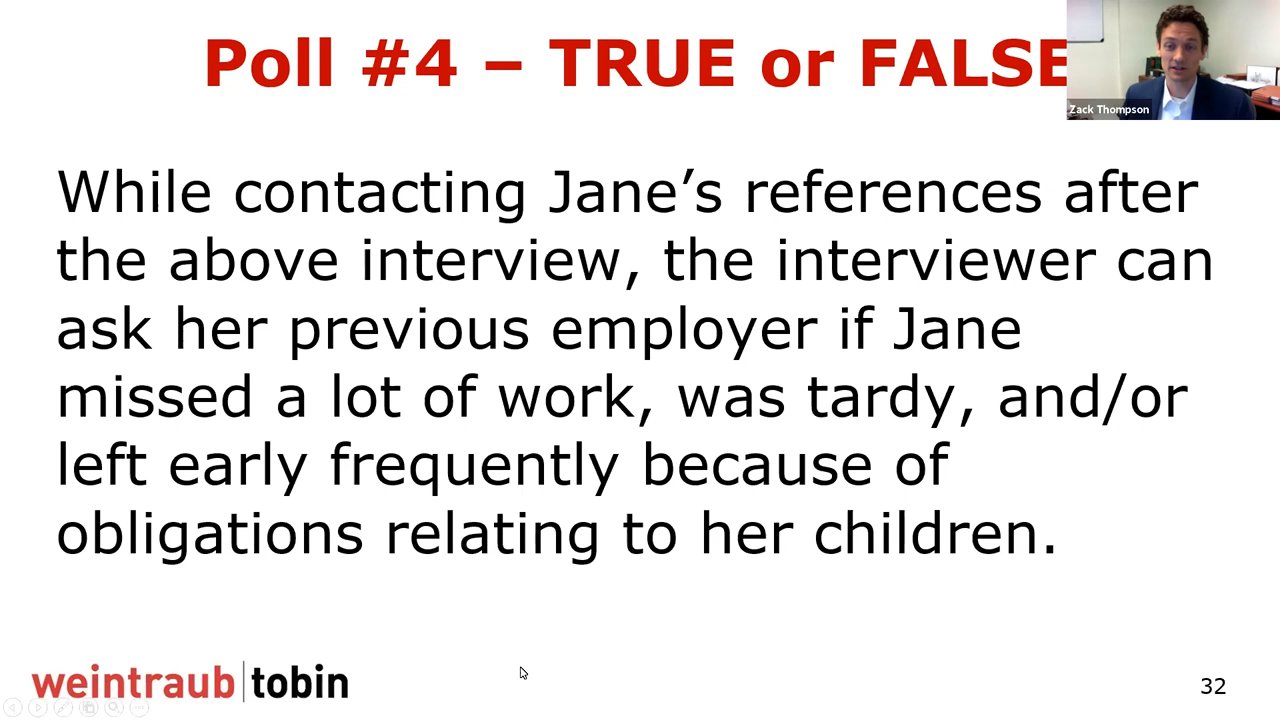 Poll #4 – TRUE or FALSE
Zack Thompson
While contacting Jane’s references after
the above interview, the interviewer can
ask her previous employer if Jane
missed a lot of work, was tardy, and/or
left early frequently because of
obligations relating to her children.
weintraub tobin
32